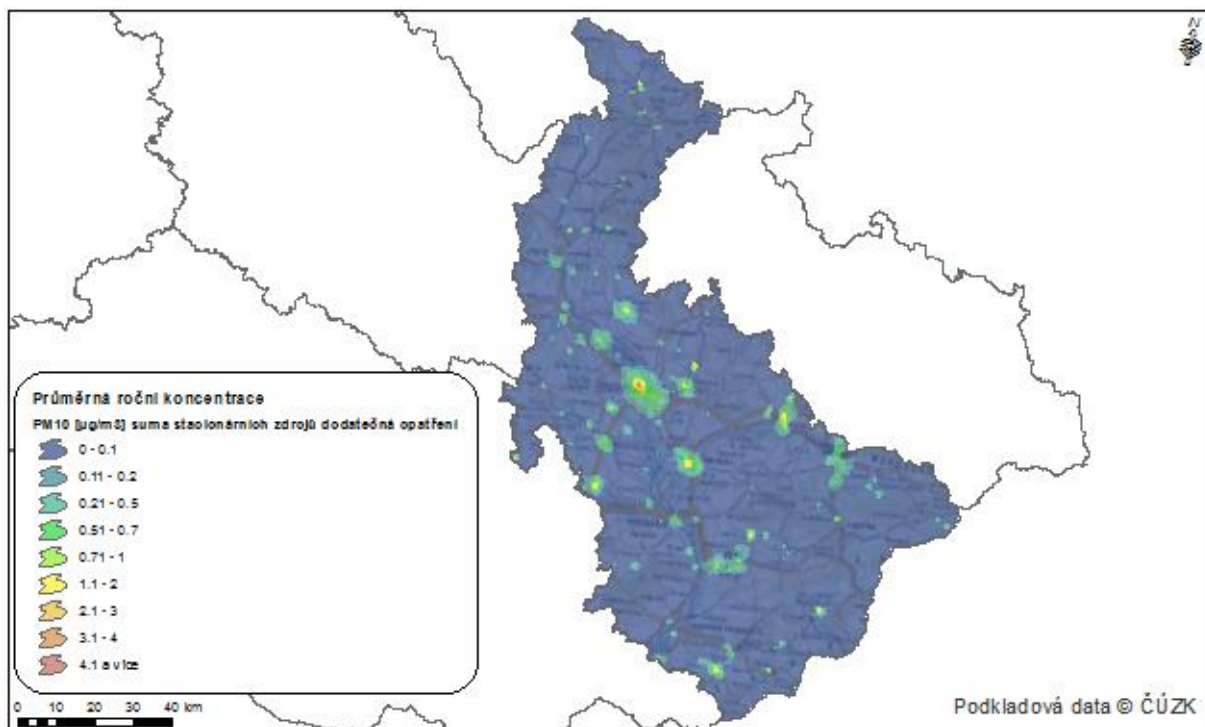 N
Průměrná roční koncentrace
PM10 [µg/m3] suma stacionárních zdrojů dodatečná opatření
0 - 0.1
0.11 - 0.2
0.21 - 0.5
0.51 - 0.7
0.71 - 1
1.1 - 2
2.1 - 3
3.1 - 4
4.1 a více
0 10 20 30 40 km
Podkladová data © ČÚZK